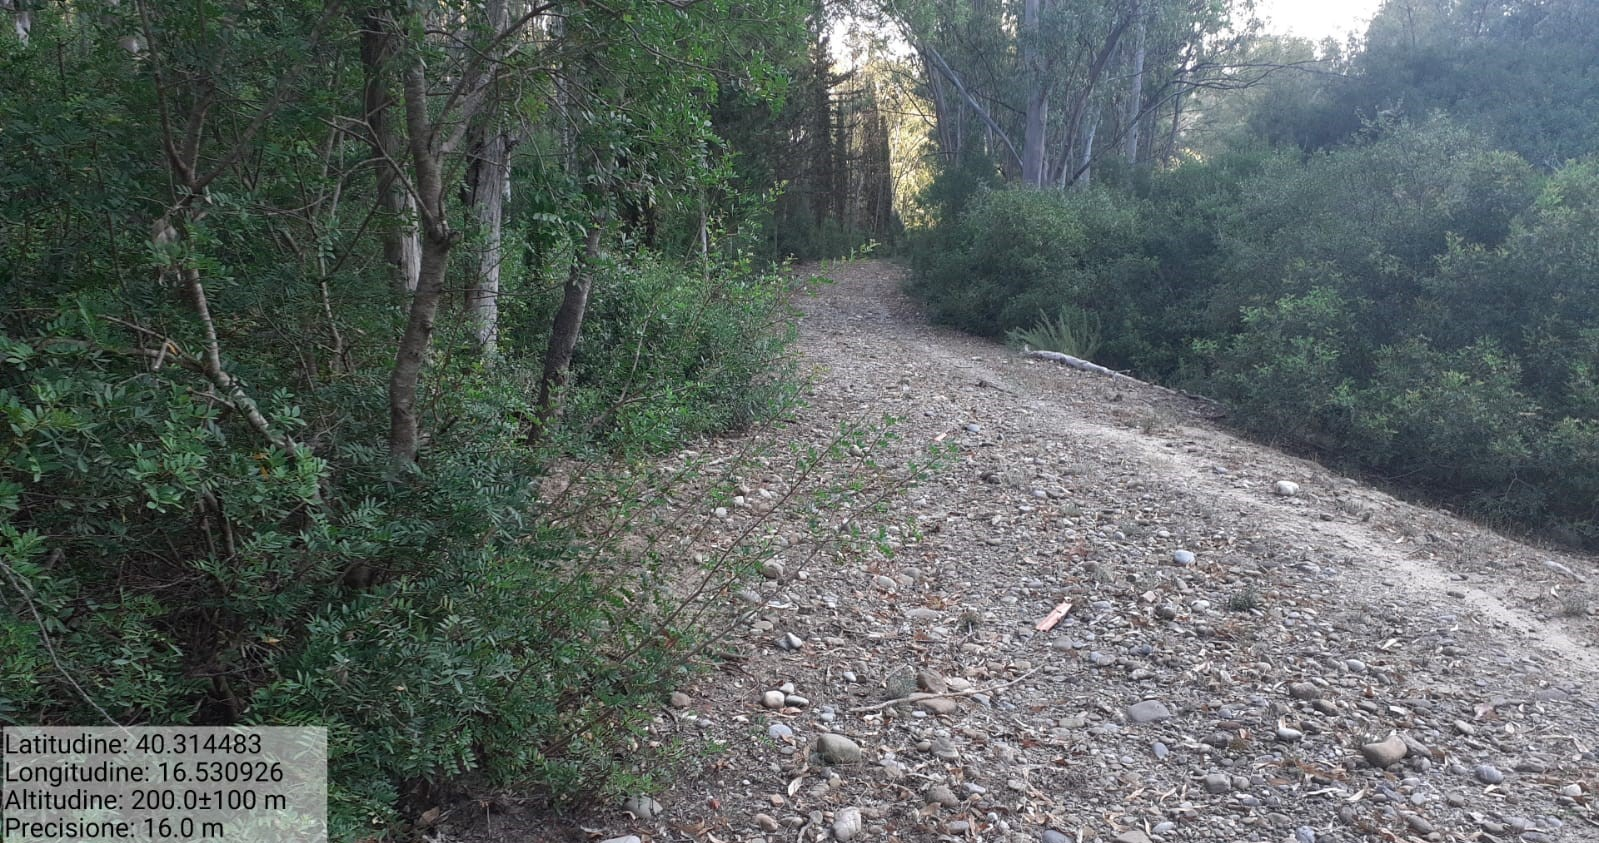 Latitudine: 40.314483
Longitudine: 16.530926
Altitudine: 200.0±100 m
Precisione: 16.0 m